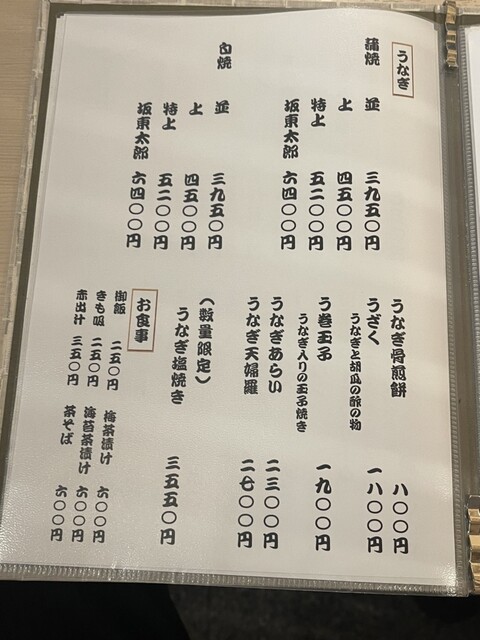 うなぎ
蒲焼
並 三九五〇円
上 四五〇〇円
特上 五二〇〇円
坂東太郎 六四〇〇円
白焼
並 三九五〇円
上 四五〇〇円
特上 五二〇〇円
坂東太郎 六四〇〇円
うなぎ骨煎餅 八〇〇円
うざく 一八〇〇円
うなぎと胡瓜の酢の物
う巻玉子 一九〇〇円
うなぎ入りの玉子焼き
うなぎあらい 二三〇〇円
うなぎ天婦羅 二七〇〇円
(数量限定)
うなぎ塩焼き 三五五〇円
お食事
御飯 二五〇円
きも吸 二五〇円
赤出汁 三五〇円
梅茶漬け 六〇〇円
海苔茶漬け 六〇〇円
茶そば 六〇〇円